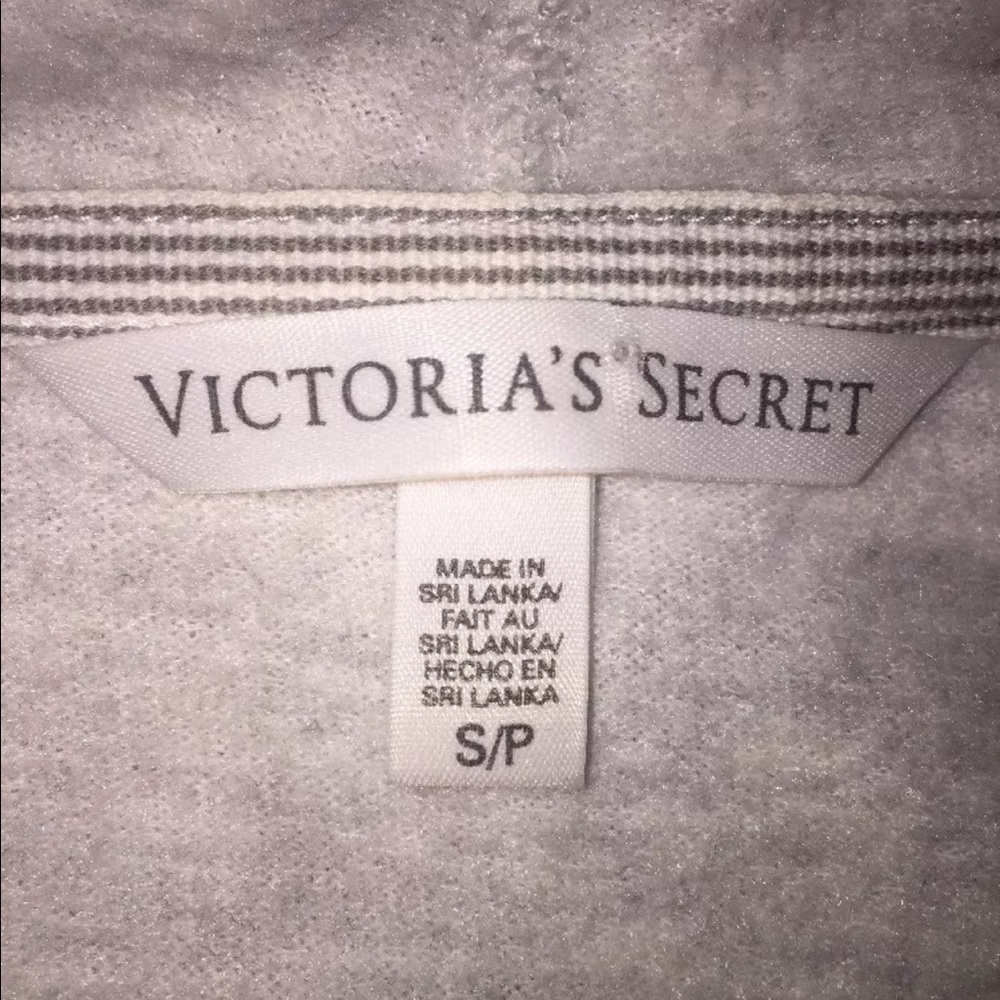 VICTORIA'S SECRET
MADE IN
SRI LANKA/
FAIT AU
SRI LANKA/
HECHO EN
SRI LANKA
S/P